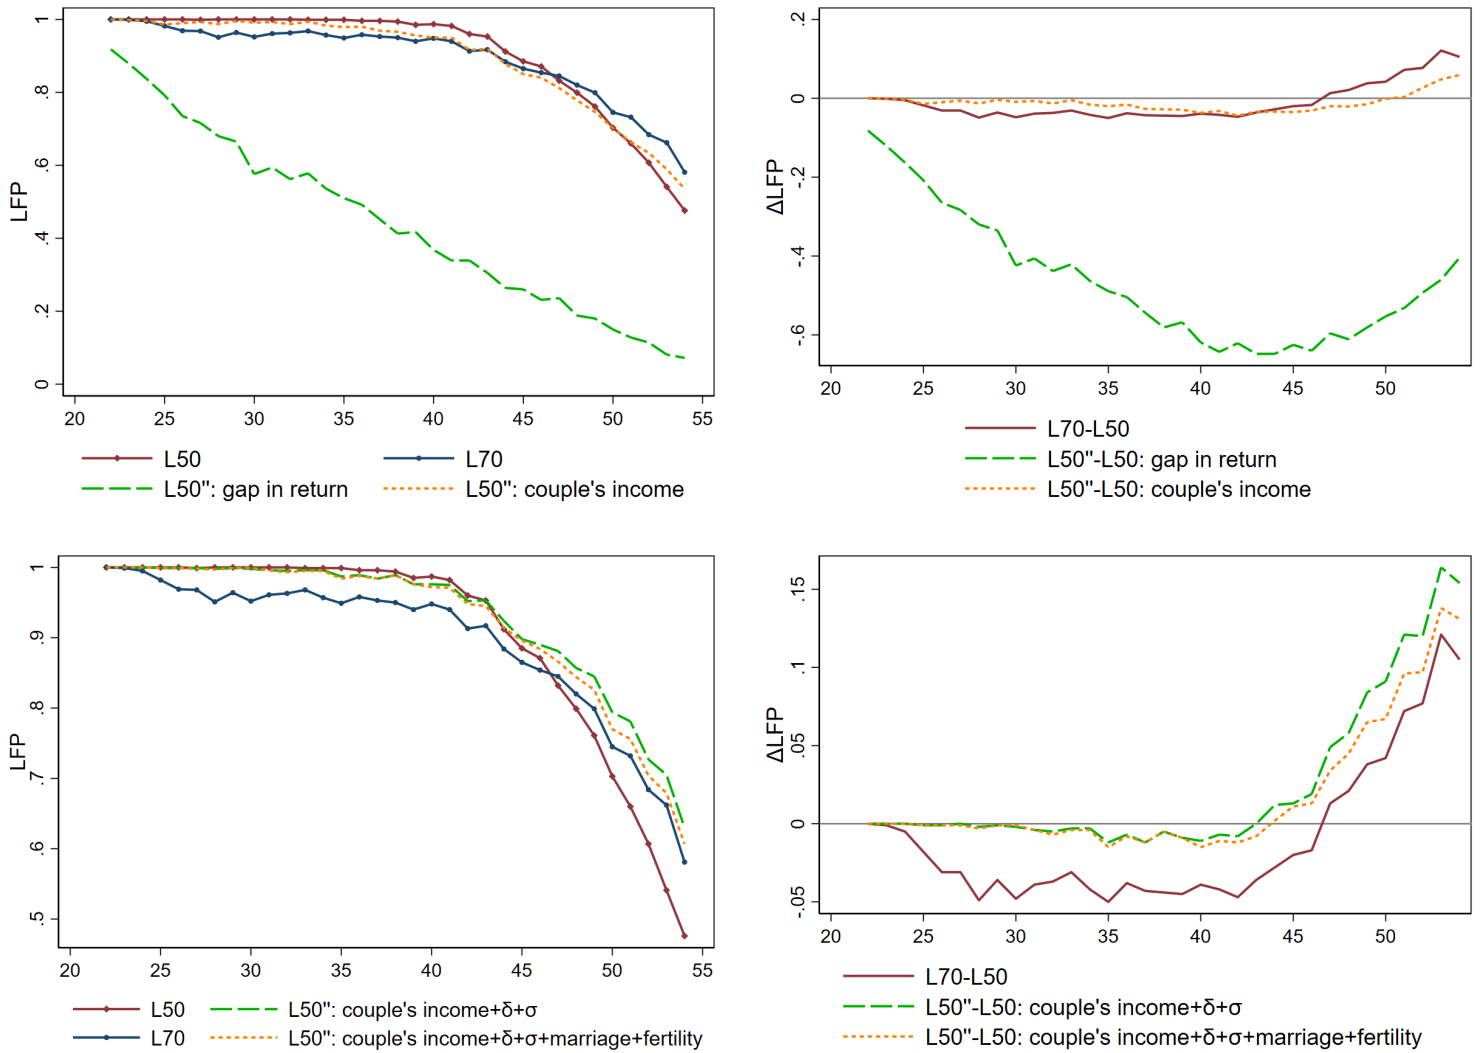 1
.8
.6
.4
.2
0
LFP
20 25 30 35 40 45 50 55
L50 L70
L50": gap in return L50": couple's income
.2
0
-.2
-.4
-.6
ΔLFP
20 25 30 35 40 45 50
L70-L50
L50"-L50: gap in return
L50"-L50: couple's income
1
.9
.8
.7
.6
.5
LFP
20 25 30 35 40 45 50 55
L50 L50": couple's income+δ+σ
L70 L50": couple's income+δ+σ+marriage+fertility
.15
.1
.05
0
-.05
ΔLFP
20 25 30 35 40 45 50
L70-L50
L50"-L50: couple's income+δ+σ
L50"-L50: couple's income+δ+σ+marriage+fertility